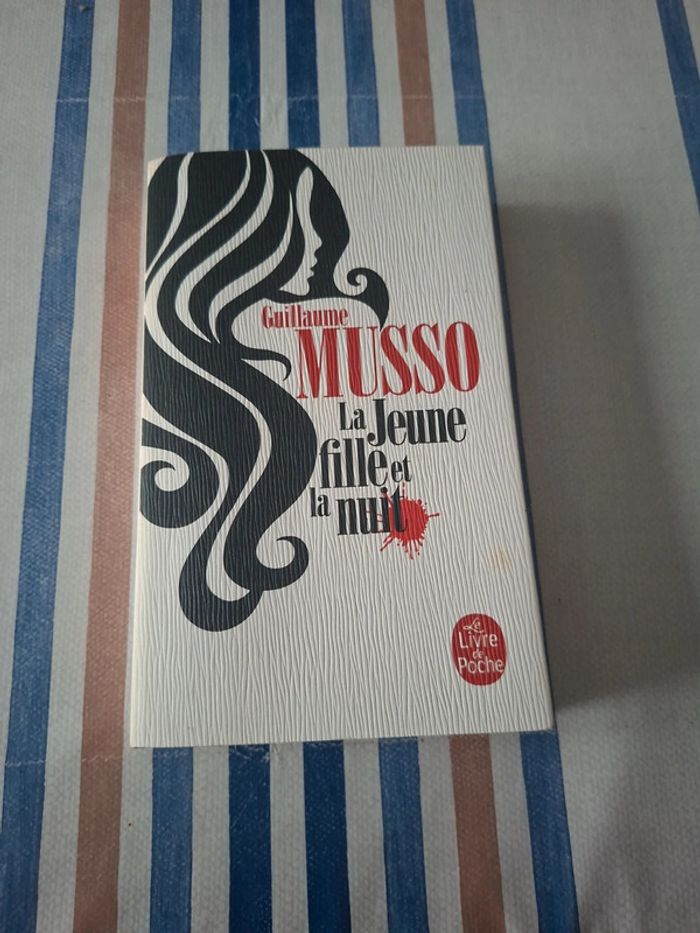 Guillaume
MUSSO
La Jeune
fille et
la nuit
Le
Livre
de
Poche